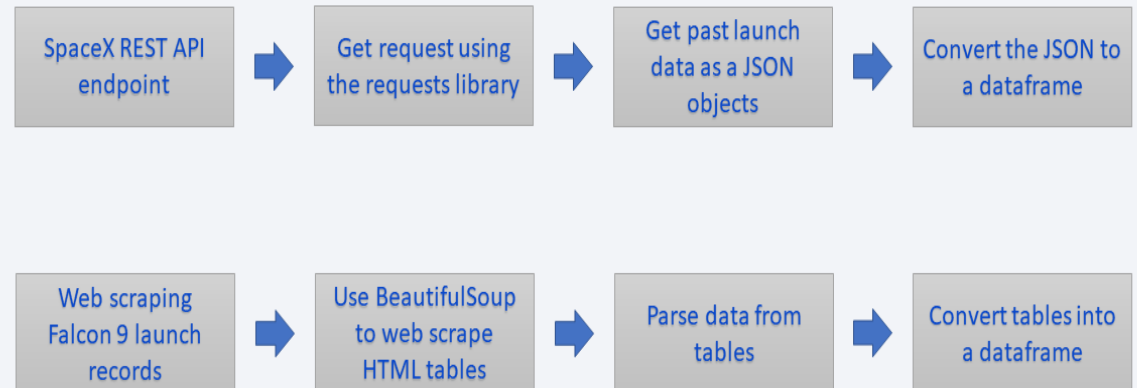 SpaceX REST API
endpoint
Get request using
the requests library
Get past launch
data as a JSON
objects
Convert the JSON to
a dataframe
Web scraping
Falcon 9 launch
records
Use BeautifulSoup
to web scrape
HTML tables
Parse data from
tables
Convert tables into
a dataframe